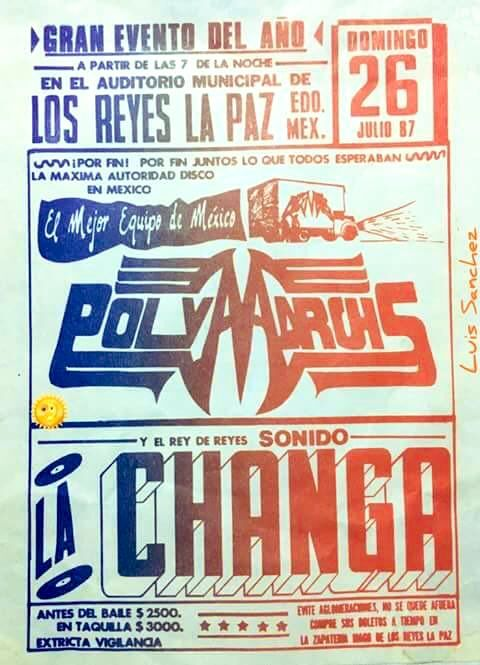 GRAN EVENTO DEL AÑO
A PARTIR DE LAS 7 DE LA NOCHE
EN EL AUDITORIO MUNICIPAL DE
LOS REYES LA PAZ EDO. MEX.
DOMINGO
26
JULIO 87
¡POR FIN! POR FIN JUNTOS LO QUE TODOS ESPERABAN
LA MAXIMA AUTORIDAD DISCO
EN MEXICO
El Mejor Equipo de México
POLYMARCHS
Y EL REY DE REYES SONIDO
LA CHANGA
ANTES DEL BAILE $ 2500.
EN TAQUILLA $ 3000.
EXTRICTA VIGILANCIA
EVITE AGLOMERACIONES, NO SE QUEDE AFUERA
COMPRE SUS BOLETOS A TIEMPO EN
LA ZAPATERIA IMAGO DE LOS REYES LA PAZ
Luis Sanchez